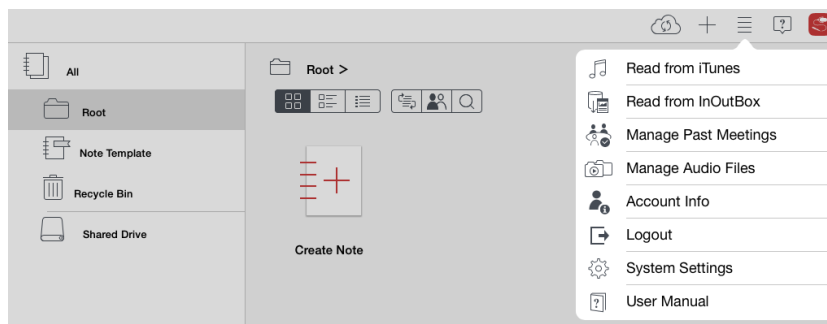 All
Root
Note Template
Recycle Bin
Shared Drive
Root >
Create Note
?
Read from iTunes
Read from InOutBox
Manage Past Meetings
Manage Audio Files
Account Info
Logout
System Settings
? User Manual